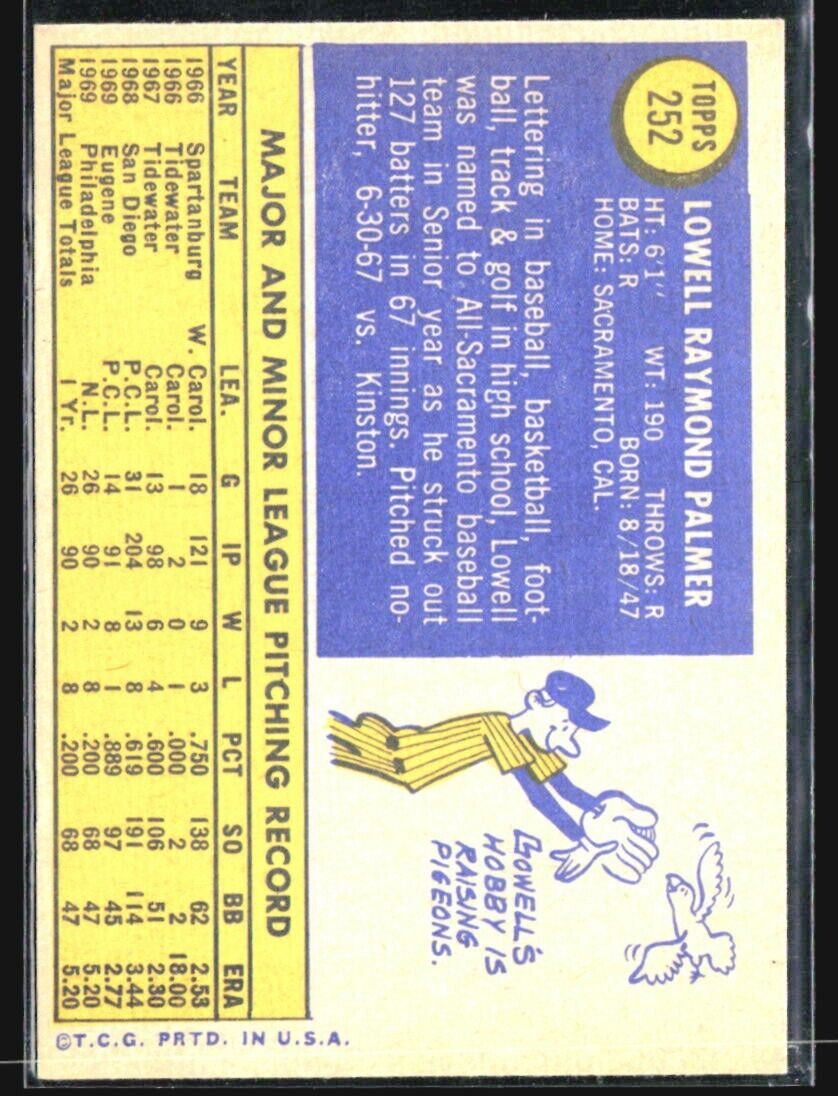 TOPPS
252
LOWELL RAYMOND PALMER
HT: 6'1" WT: 190 THROWS: R
BATS: R BORN: 8/18/47
HOME: SACRAMENTO, CAL.
Lettering in baseball, basketball, foot-
ball, track & golf in high school, Lowell
was named to All-Sacramento baseball
team in Senior year as he struck out
127 batters in 67 innings. Pitched no-
hitter, 6-30-67 vs. Kinston.
LOWELL'S
HOBBY IS
RAISING
PIGEONS.
MAJOR AND MINOR LEAGUE PITCHING RECORD
YEAR TEAM LEA. G IP W L PCT SO BB ERA
1966 Spartanburg W. Carol. 18 121 9 3 .750 138 62 2.53
1966 Tidewater Carol. 1 2 0 1 .000 2 2 18.00
1967 Tidewater Carol. 13 98 6 4 .600 106 51 2.30
1968 San Diego P.C.L. 31 204 13 8 .619 191 114 3.44
1969 Eugene P.C.L. 14 91 8 1 .889 97 45 2.77
1969 Philadelphia N.L. 26 90 2 8 .200 68 47 5.20
Major League Totals 1 Yr. 26 90 2 8 .200 68 47 5.20
©T.C.G. PRTD. IN U.S.A.